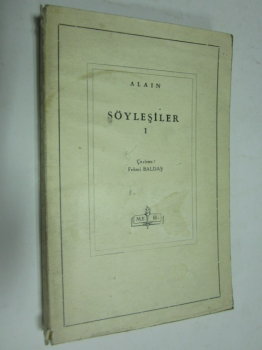 ALAIN
SÖYLEŞİLER
I
Çeviren:
Fehmi BALDAŞ